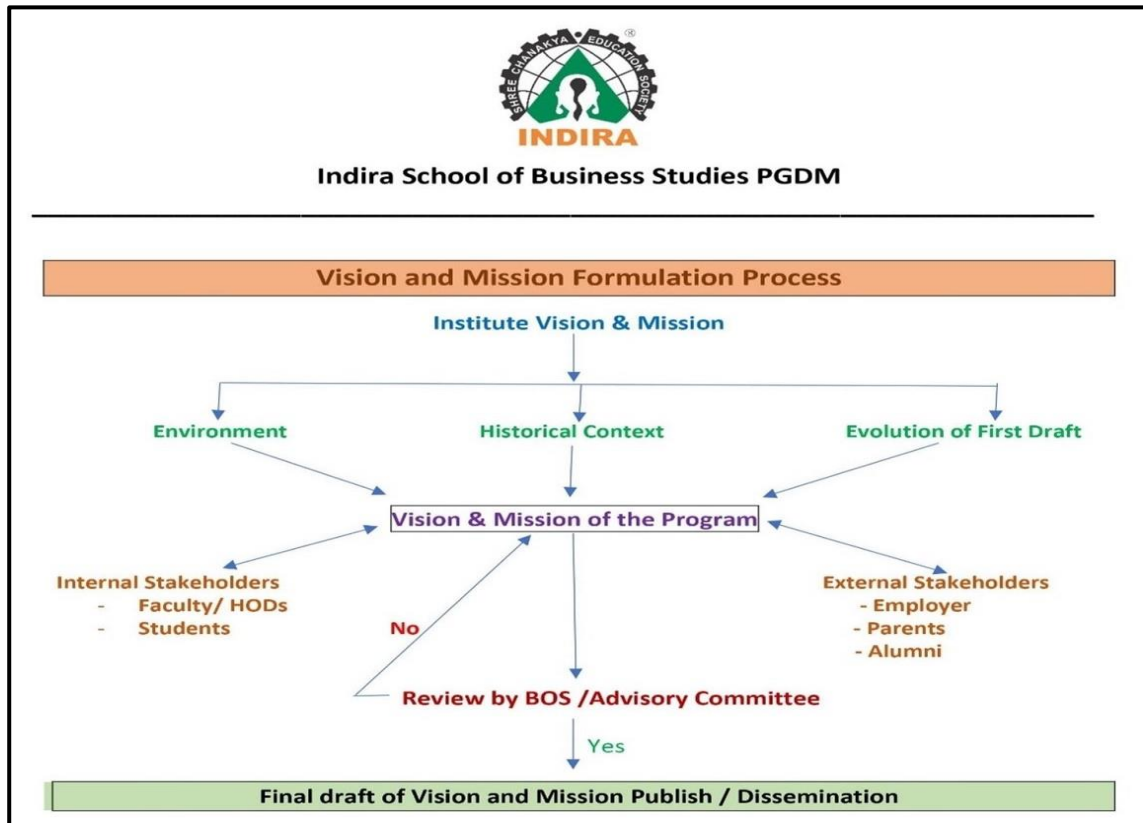 SHREE CHANAKYA EDUCATION SOCIETY
®
INDIRA
Indira School of Business Studies PGDM
Vision and Mission Formulation Process
Institute Vision & Mission
Environment Historical Context Evolution of First Draft
Vision & Mission of the Program
Internal Stakeholders
- Faculty/ HODs
- Students
External Stakeholders
- Employer
- Parents
- Alumni
No
Review by BOS /Advisory Committee
Yes
Final draft of Vision and Mission Publish / Dissemination